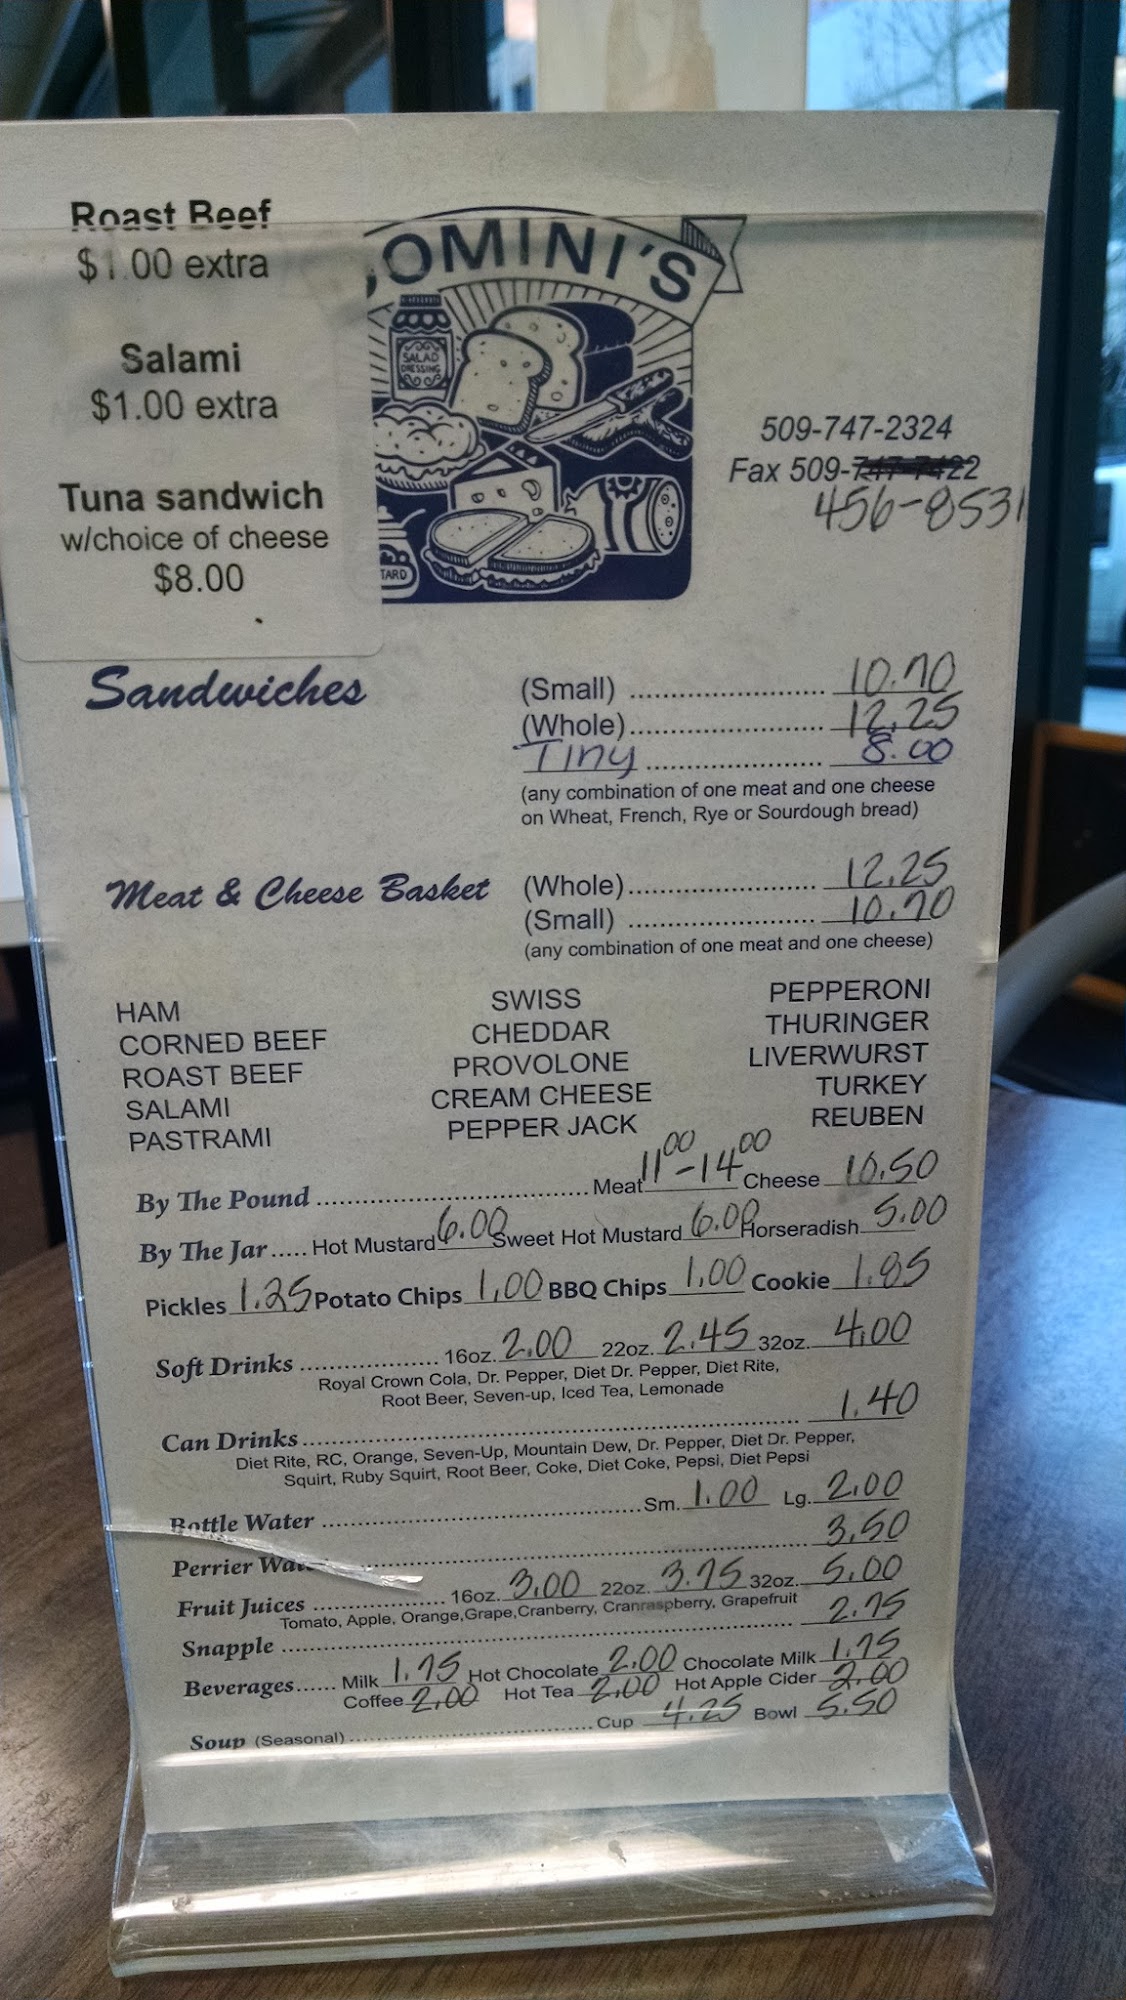 Roast Beef
$1.00 extra
Salami
$1.00 extra
Tuna sandwich
w/choice of cheese
$8.00
OMINI'S
SALAD
DRESSING
TARD
509-747-2324
Fax 509-747-7422
456-8531
Sandwiches (Small) 10.70
(Whole) 12.25
Tiny 8.00
(any combination of one meat and one cheese
on Wheat, French, Rye or Sourdough bread)
Meat & Cheese Basket (Whole) 12.25
(Small) 10.70
(any combination of one meat and one cheese)
HAM SWISS PEPPERONI
CORNED BEEF CHEDDAR THURINGER
ROAST BEEF PROVOLONE LIVERWURST
SALAMI CREAM CHEESE TURKEY
PASTRAMI PEPPER JACK REUBEN
By The Pound Meat 11.00-14.00 Cheese 10.50
By The Jar Hot Mustard 6.00 Sweet Hot Mustard 6.00 Horseradish 5.00
Pickles 1.25 Potato Chips 1.00 BBQ Chips 1.00 Cookie 1.85
Soft Drinks 16oz. 2.00 22oz. 2.45 32oz. 4.00
Royal Crown Cola, Dr. Pepper, Diet Dr. Pepper, Diet Rite,
Root Beer, Seven-up, Iced Tea, Lemonade
Can Drinks 1.40
Diet Rite, RC, Orange, Seven-Up, Mountain Dew, Dr. Pepper, Diet Dr. Pepper,
Squirt, Ruby Squirt, Root Beer, Coke, Diet Coke, Pepsi, Diet Pepsi
Bottle Water Sm. 1.00 Lg. 2.00
Perrier Water 3.50
Fruit Juices 16oz. 3.00 22oz. 3.75 32oz. 5.00
Tomato, Apple, Orange,Grape,Cranberry, Cranraspberry, Grapefruit
Snapple 2.75
Beverages Milk 1.75 Hot Chocolate 2.00 Chocolate Milk 1.75
Coffee 2.00 Hot Tea 2.00 Hot Apple Cider 2.00
Soup (Seasonal) Cup 4.25 Bowl 5.50